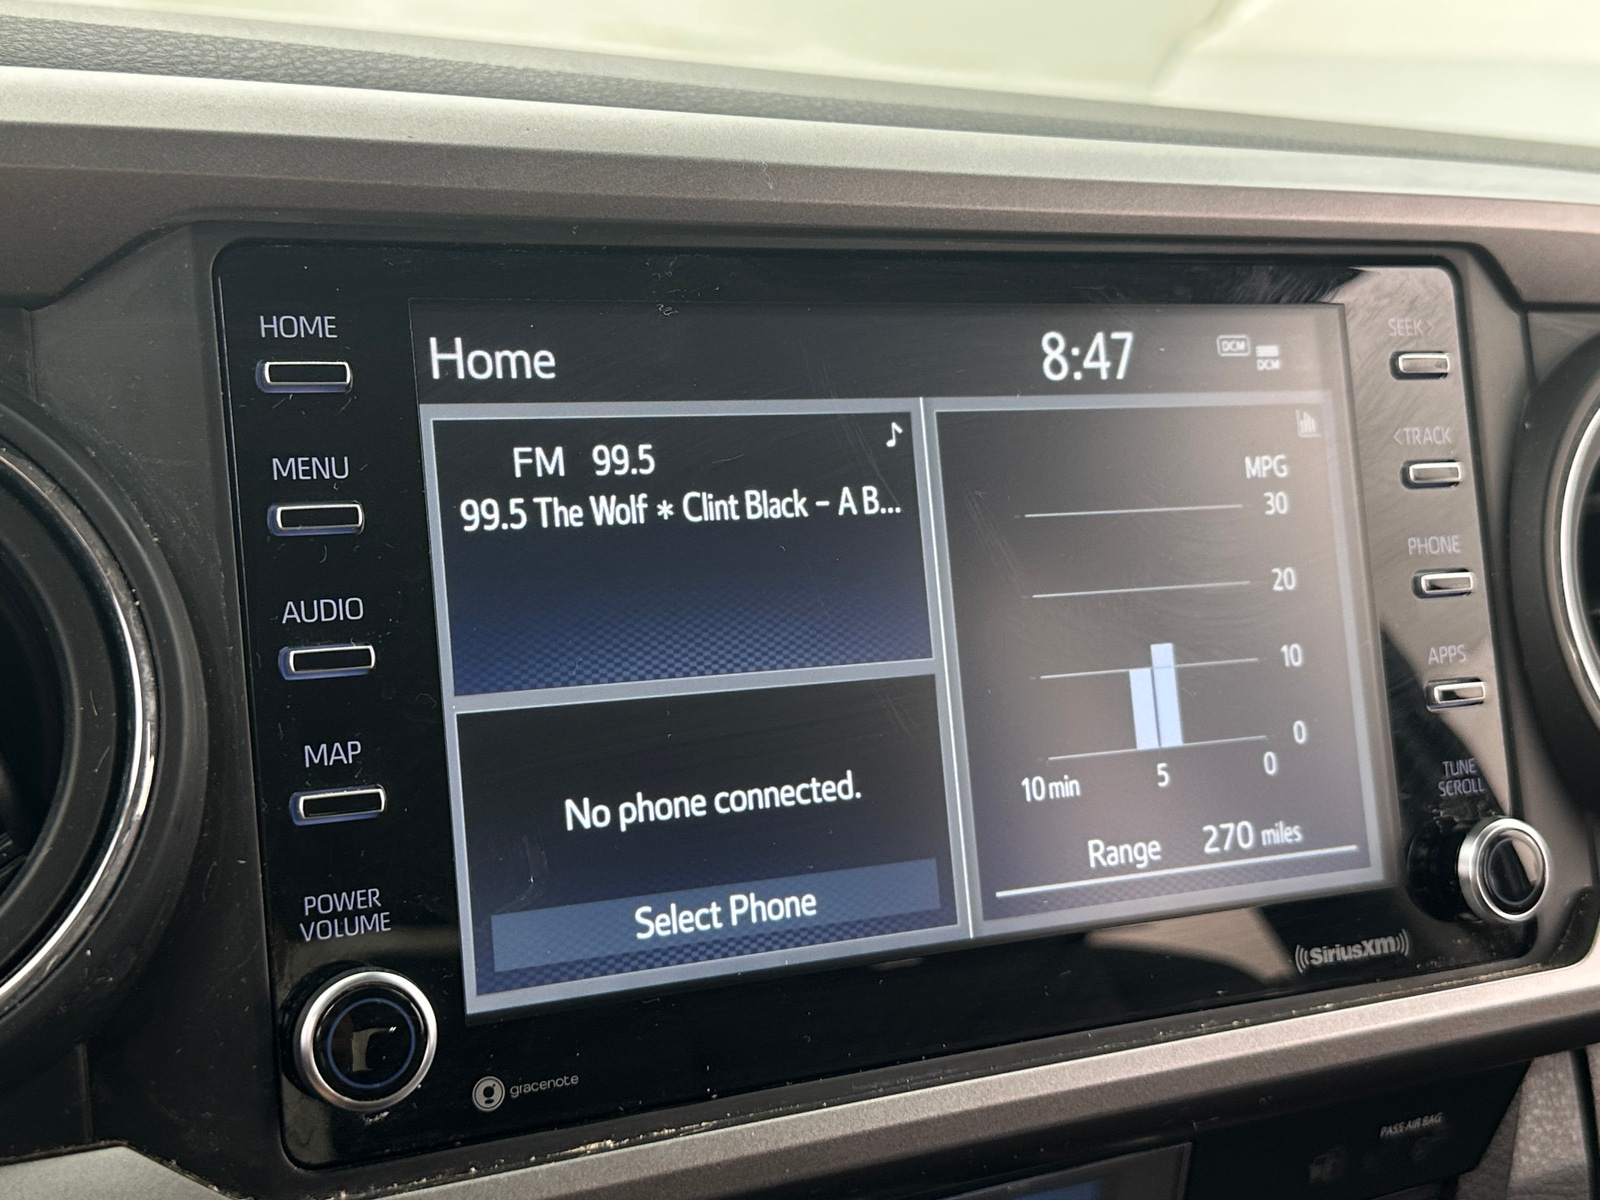 HOME
MENU
AUDIO
MAP
POWER
VOLUME
Home
8:47
DCM
DCM
FM 99.5
99.5 The Wolf * Clint Black – A B...
No phone connected.
Select Phone
MPG
30
20
10
0
10 min 5 0
Range 270 miles
SEEK >
< TRACK
PHONE
APPS
TUNE
SCROLL
((SiriusXM))
gracenote
PASS AIR BAG